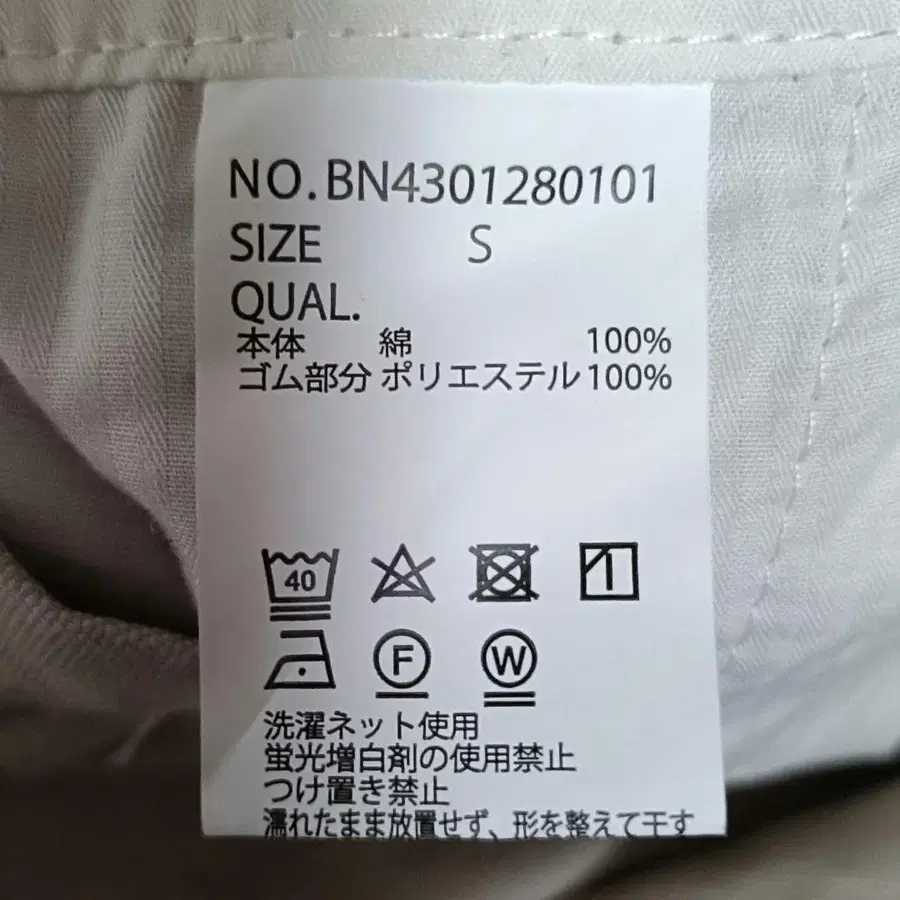 NO.BN4301280101
SIZE S
QUAL.
本体 綿 100%
ゴム部分 ポリエステル 100%
40
F W
洗濯ネット使用
蛍光増白剤の使用禁止
つけ置き禁止
濡れたまま放置せず、形を整えて干す